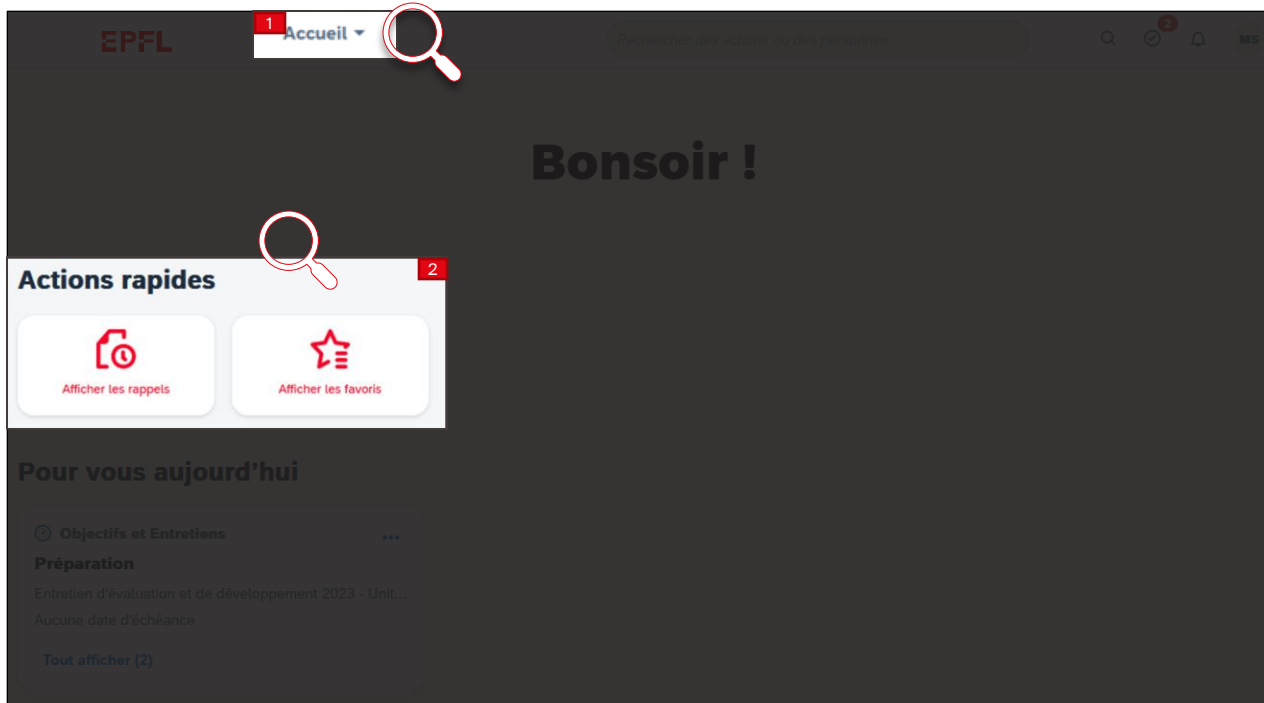 EPFL
1
Accueil
Rechercher des actions ou des personnes
2
MS
Bonsoir !
Actions rapides
2
Afficher les rappels
Afficher les favoris
Pour vous aujourd'hui
Objectifs et Entretiens
...
Préparation
Entretien d'évaluation et de développement 2023 - Unit...
Aucune date d'échéance
Tout afficher (2)